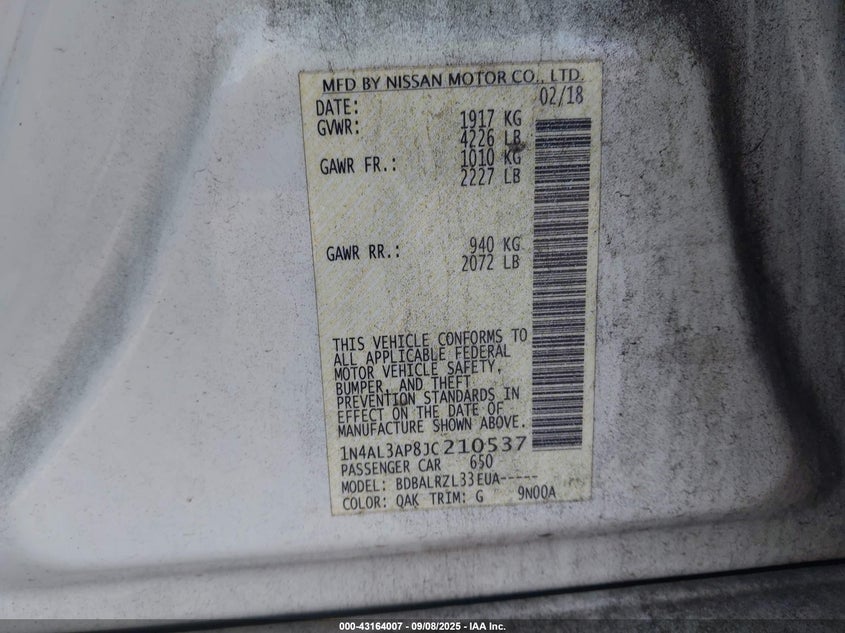 MFD BY NISSAN MOTOR CO., LTD.
DATE: 02/18
GVWR: 1917 KG
4226 LB
GAWR FR.: 1010 KG
2227 LB
GAWR RR.: 940 KG
2072 LB
THIS VEHICLE CONFORMS TO
ALL APPLICABLE FEDERAL
MOTOR VEHICLE SAFETY,
BUMPER, AND THEFT
PREVENTION STANDARDS IN
EFFECT ON THE DATE OF
MANUFACTURE SHOWN ABOVE.
1N4AL3AP8JC210537
PASSENGER CAR 650
MODEL: BDBALRZL33EUA-----
COLOR: QAK TRIM: G 9N00A
000-43164007 - 09/08/2025 - IAA Inc.